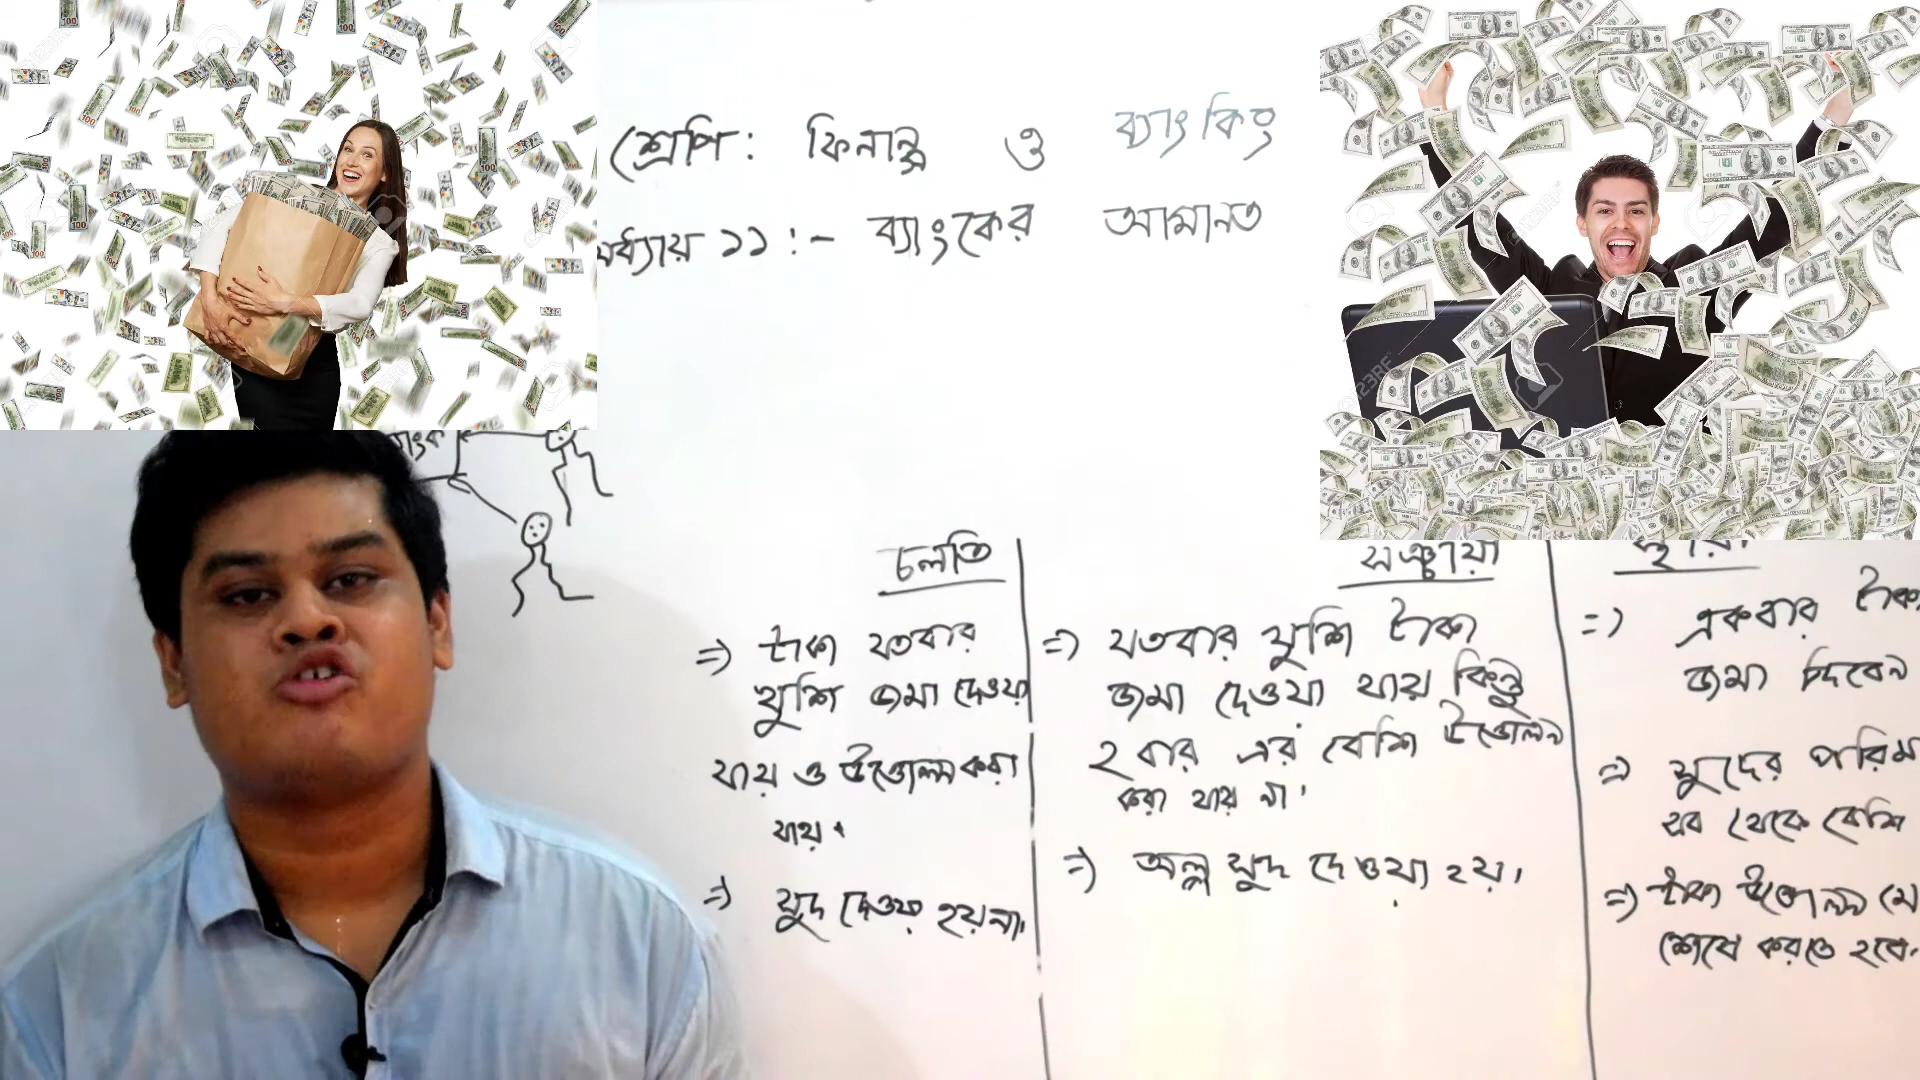 শ্রেণি: ফিনান্স ও ব্যাংকিং
অধ্যায় ১১ :- ব্যাংকের আমানত
চলতি
=> টাকা যতবার
খুশি জমা দেওয়া
যায় ও উত্তোলন করা
যায়।
=> সুদ দেওয়া হয়না।
সঞ্চয়ী
=> যতবার খুশি টাকা
জমা দেওয়া যায় কিন্তু
২ বার এর বেশি উত্তোলন
করা যায় না।
=> অল্প সুদ দেওয়া হয়।
=> একবার টাকা
জমা দিবেন
=> সুদের পরিম
সব থেকে বেশি
=> টাকা উত্তোলন মে
শেষে করতে হবে।